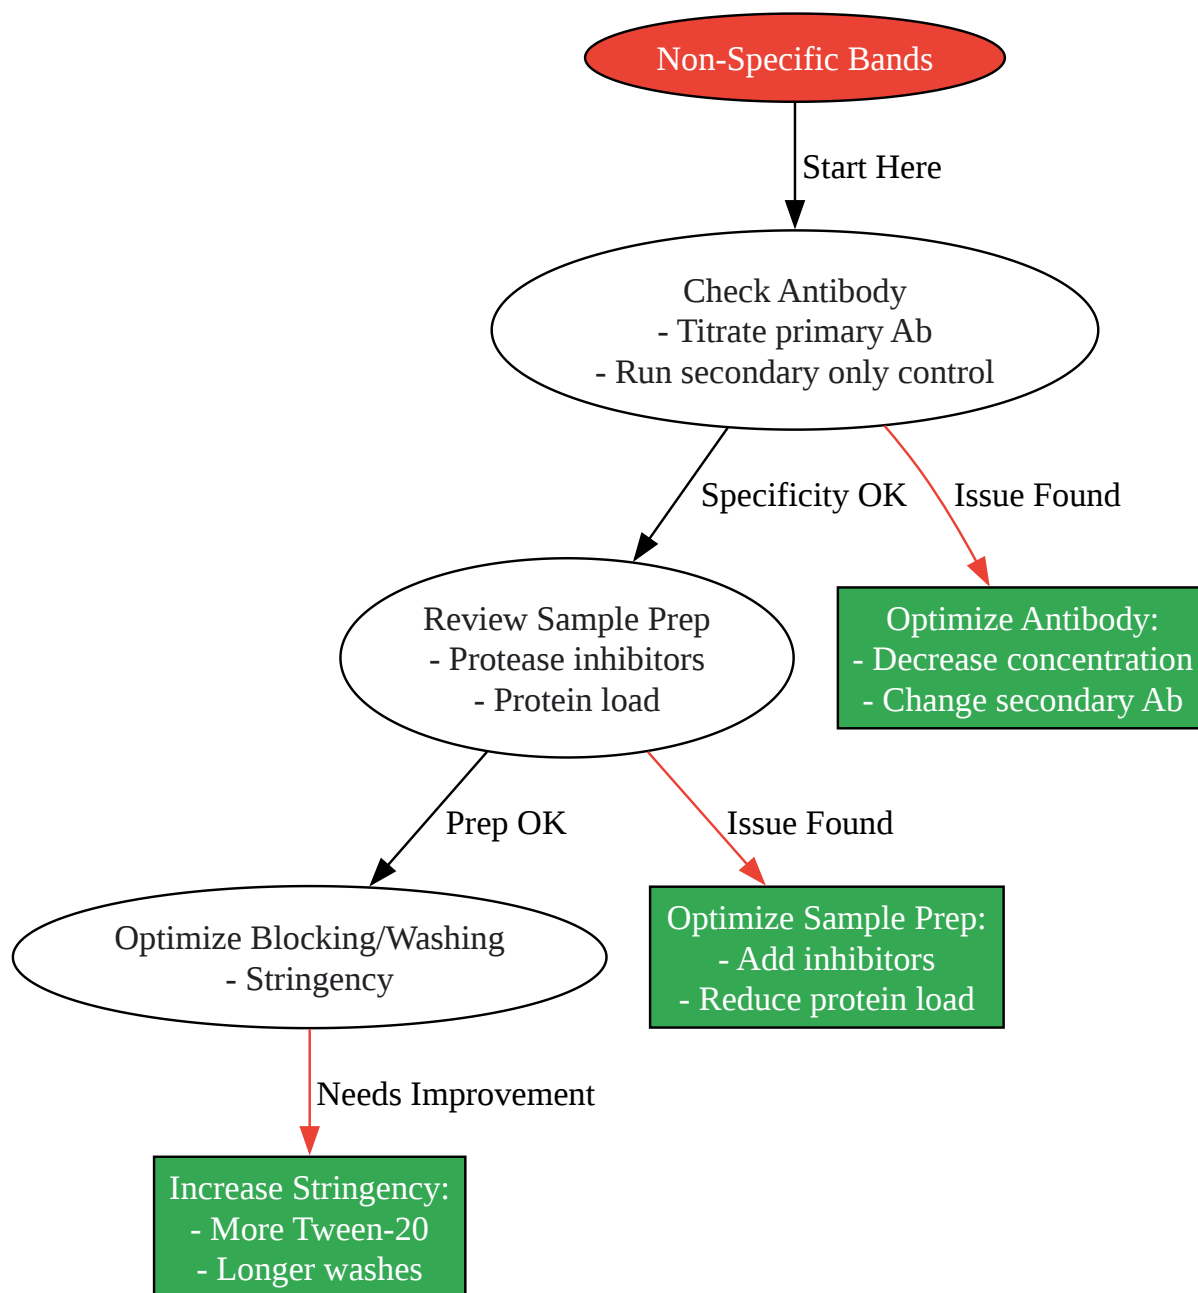 Non-Specific Bands
Start Here
Check Antibody
- Titrate primary Ab
- Run secondary only control
Specificity OK
Issue Found
Review Sample Prep
- Protease inhibitors
- Protein load
Optimize Antibody:
- Decrease concentration
- Change secondary Ab
Prep OK
Issue Found
Optimize Blocking/Washing
- Stringency
Optimize Sample Prep:
- Add inhibitors
- Reduce protein load
Needs Improvement
Increase Stringency:
- More Tween-20
- Longer washes